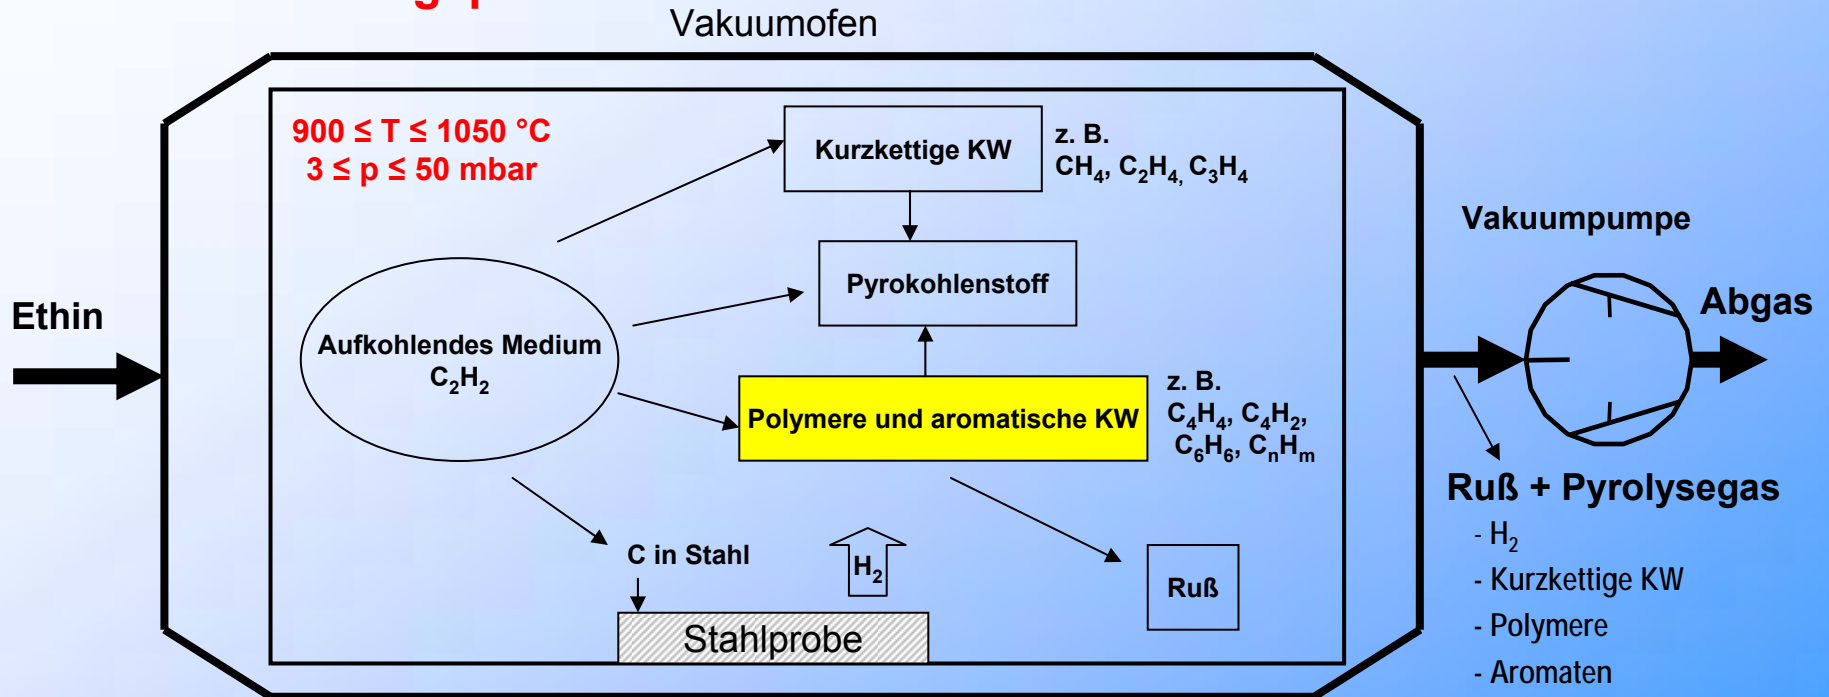 Vakuumofen
900 ≤ T ≤ 1050 °C
3 ≤ p ≤ 50 mbar
Kurzkettige KW
z. B.
CH₄, C₂H₄, C₃H₄
Pyrokohlenstoff
Ethin
Aufkohlendes Medium
C₂H₂
Polymere und aromatische KW
z. B.
C₄H₄, C₄H₂,
C₆H₆, CₙHₘ
C in Stahl
H₂
Ruß
Stahlprobe
Vakuumpumpe
Abgas
Ruß + Pyrolysegas
- H₂
- Kurzkettige KW
- Polymere
- Aromaten